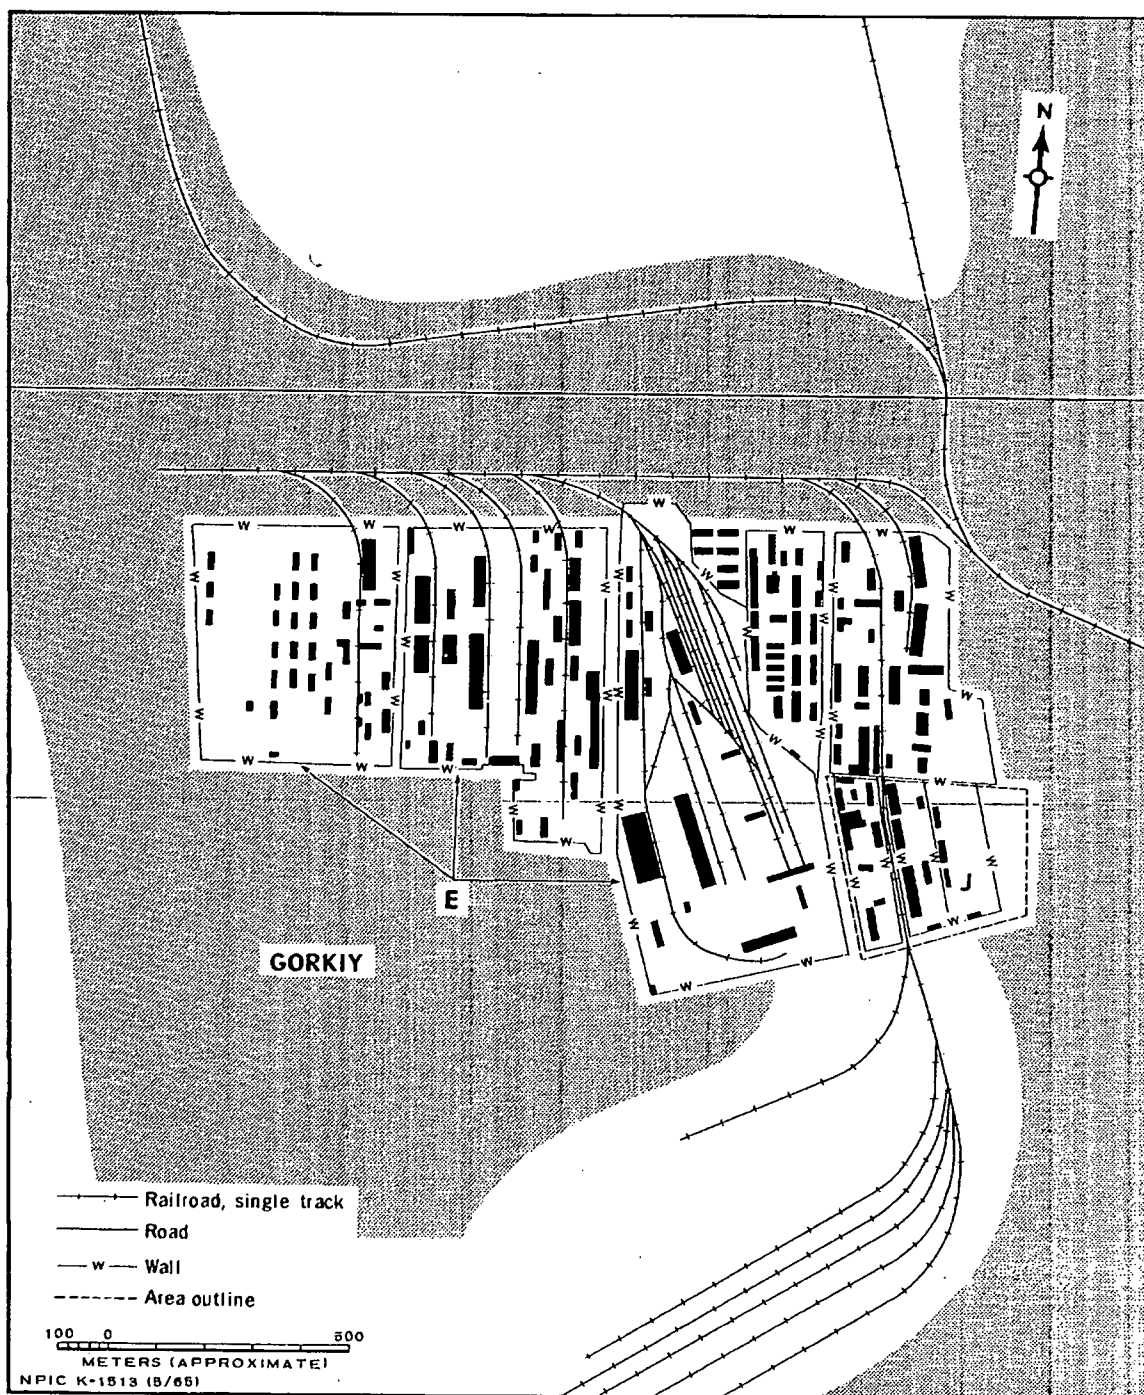 N
W W W W W W W
W W W W W W
W W W W
W W W
W W W W W
W W W W W
E
J
GORKIY
W W W
Railroad, single track
Road
W Wall
Area outline
100 0 500
METERS (APPROXIMATE)
NPIC K-1513 (5/65)